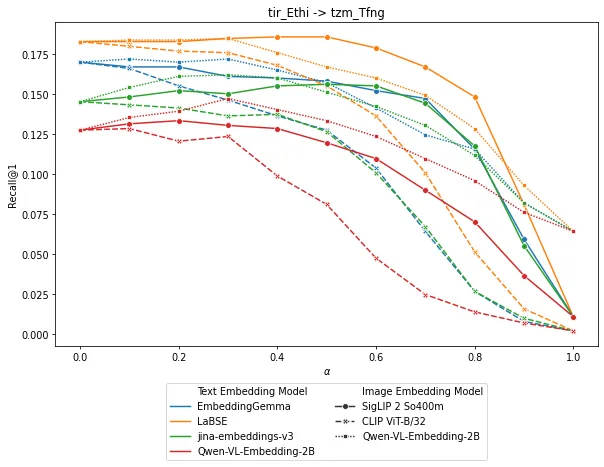 tir_Ethi -> tzm_Tfng
Recall@1
0.175
0.150
0.125
0.100
0.075
0.050
0.025
0.000
0.0 0.2 0.4 0.6 0.8 1.0
α
Text Embedding Model Image Embedding Model
EmbeddingGemma SigLIP 2 So400m
LaBSE CLIP ViT-B/32
jina-embeddings-v3 Qwen-VL-Embedding-2B
Qwen-VL-Embedding-2B